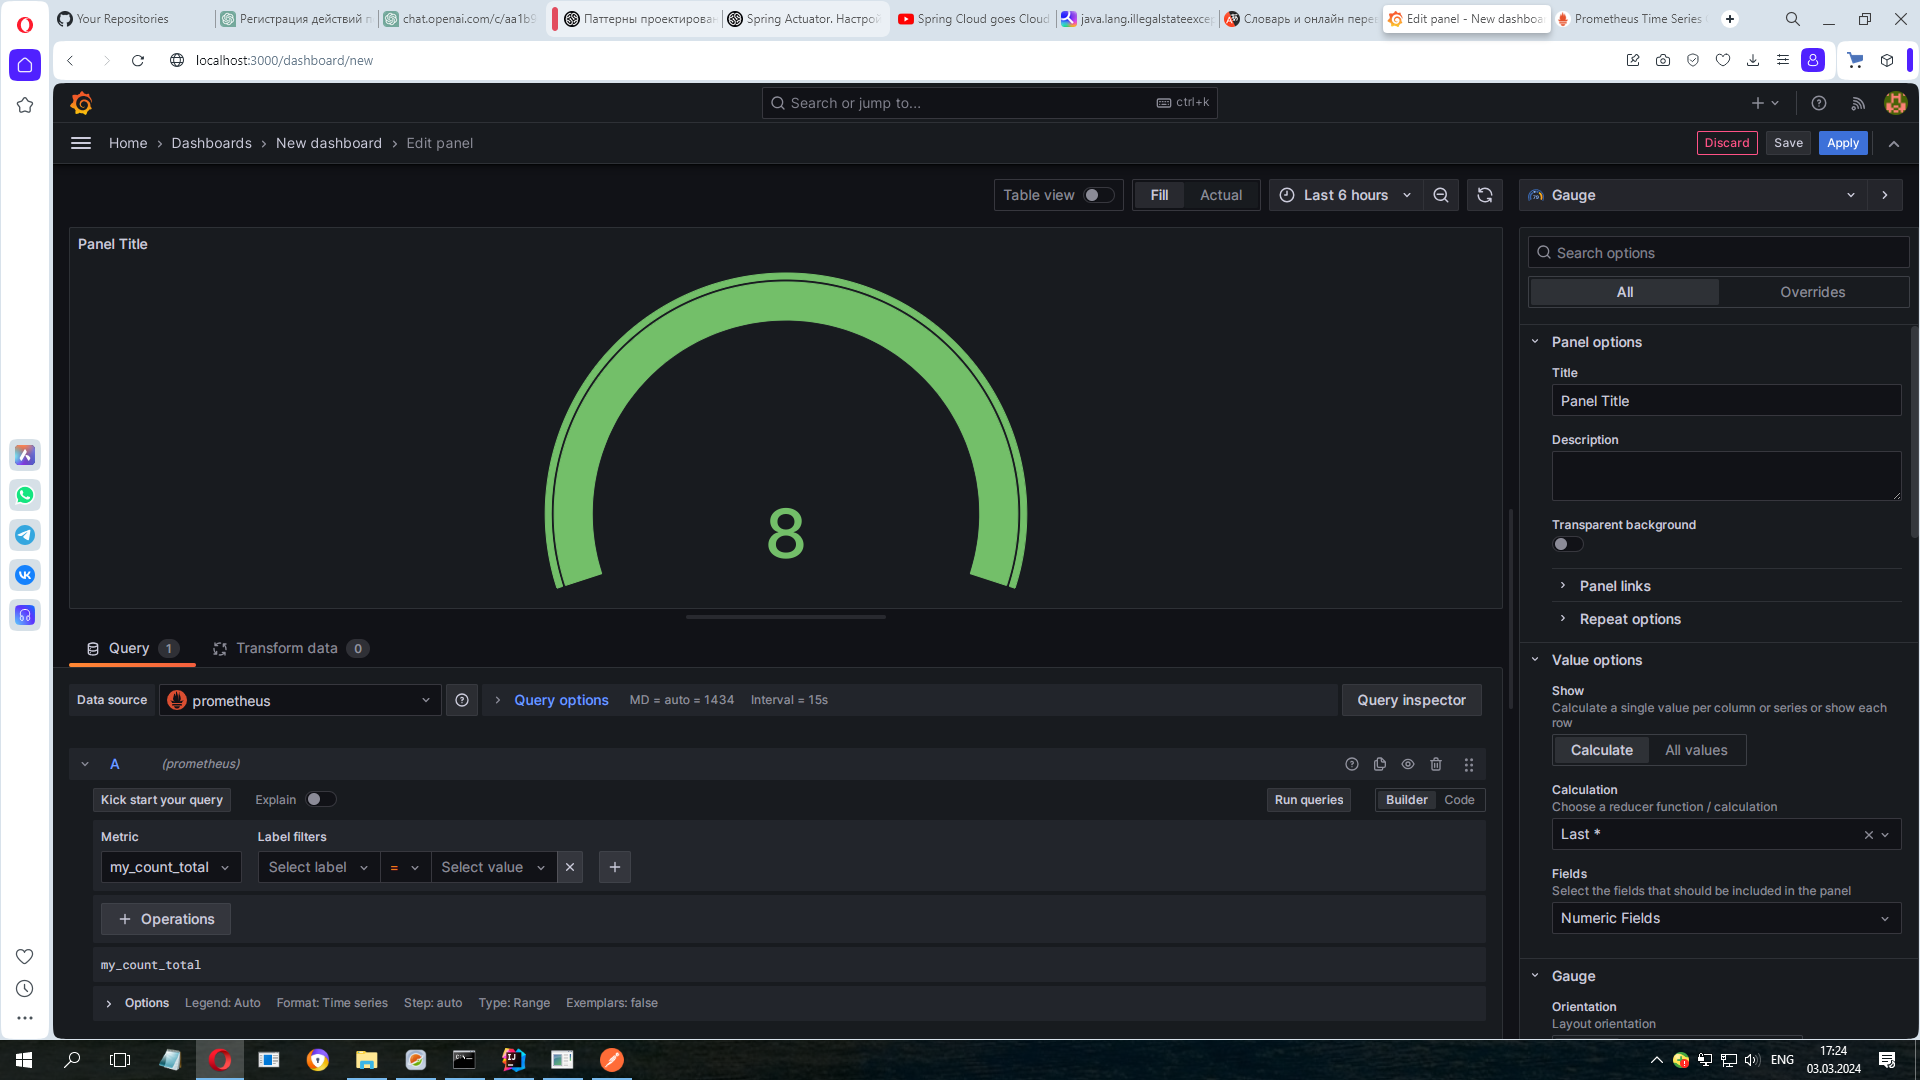 Your Repositories
Регистрация действий п
chat.openai.com/c/aa1b9
Паттерны проектирован
Spring Actuator. Настрой
Spring Cloud goes Cloud
java.lang.illegalstateexcep
Словарь и онлайн пере
Edit panel - New dashboa
Prometheus Time Series
localhost:3000/dashboard/new
Search or jump to...
ctrl+k
Home
Dashboards
New dashboard
Edit panel
Discard
Save
Apply
Table view
Fill
Actual
Last 6 hours
Gauge
Panel Title
8
Search options
All
Overrides
Panel options
Title
Panel Title
Description
Transparent background
Panel links
Repeat options
Value options
Show
Calculate a single value per column or series or show each
row
Calculate
All values
Calculation
Choose a reducer function / calculation
Last *
Fields
Select the fields that should be included in the panel
Numeric Fields
Gauge
Orientation
Layout orientation
Query 1
Transform data 0
Data source
prometheus
Query options
MD = auto = 1434
Interval = 15s
Query inspector
A
(prometheus)
Kick start your query
Explain
Run queries
Builder
Code
Metric
Label filters
my_count_total
Select label
=
Select value
+ Operations
my_count_total
Options
Legend: Auto
Format: Time series
Step: auto
Type: Range
Exemplars: false
ENG
17:24
03.03.2024